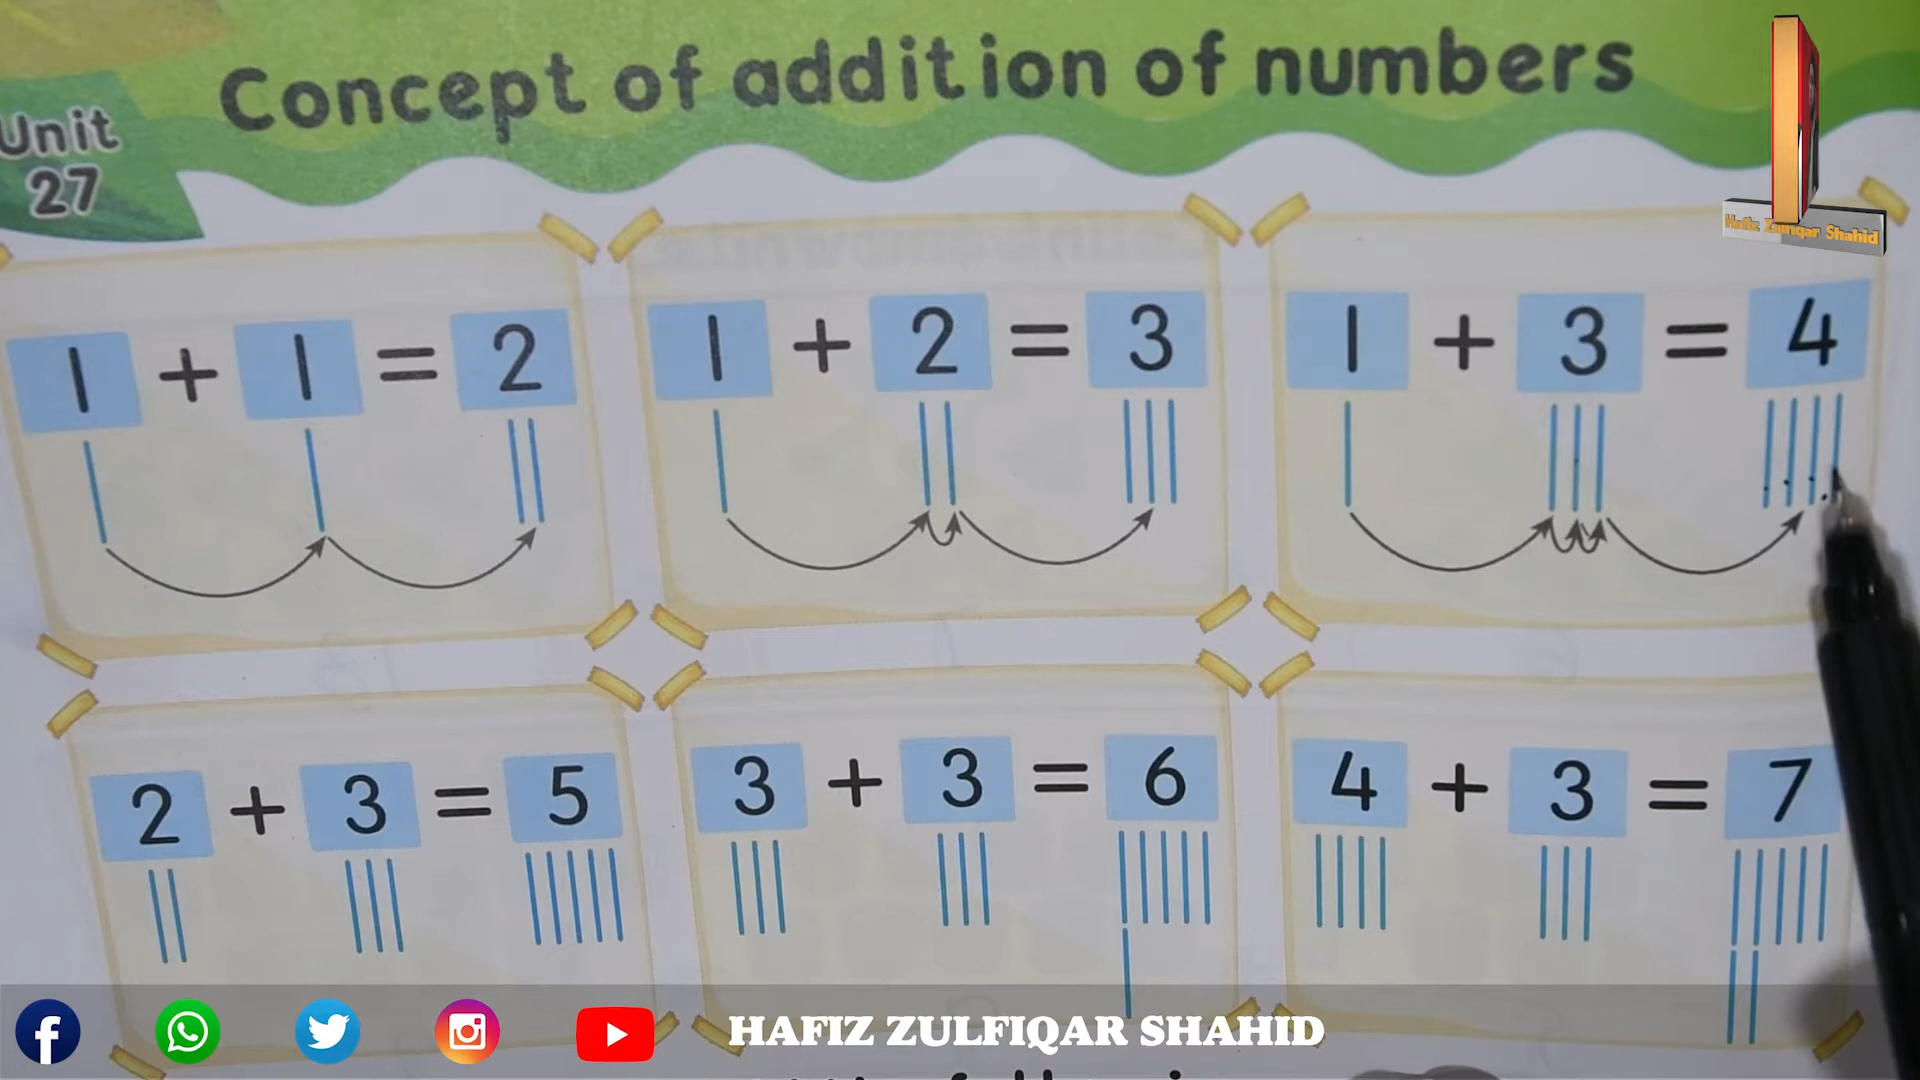 Concept of addition of numbers
Unit
27
Hafiz Zulfiqar Shahid
1 + 1 = 2
1 + 2 = 3
1 + 3 = 4
2 + 3 = 5
3 + 3 = 6
4 + 3 = 7
HAFIZ ZULFIQAR SHAHID